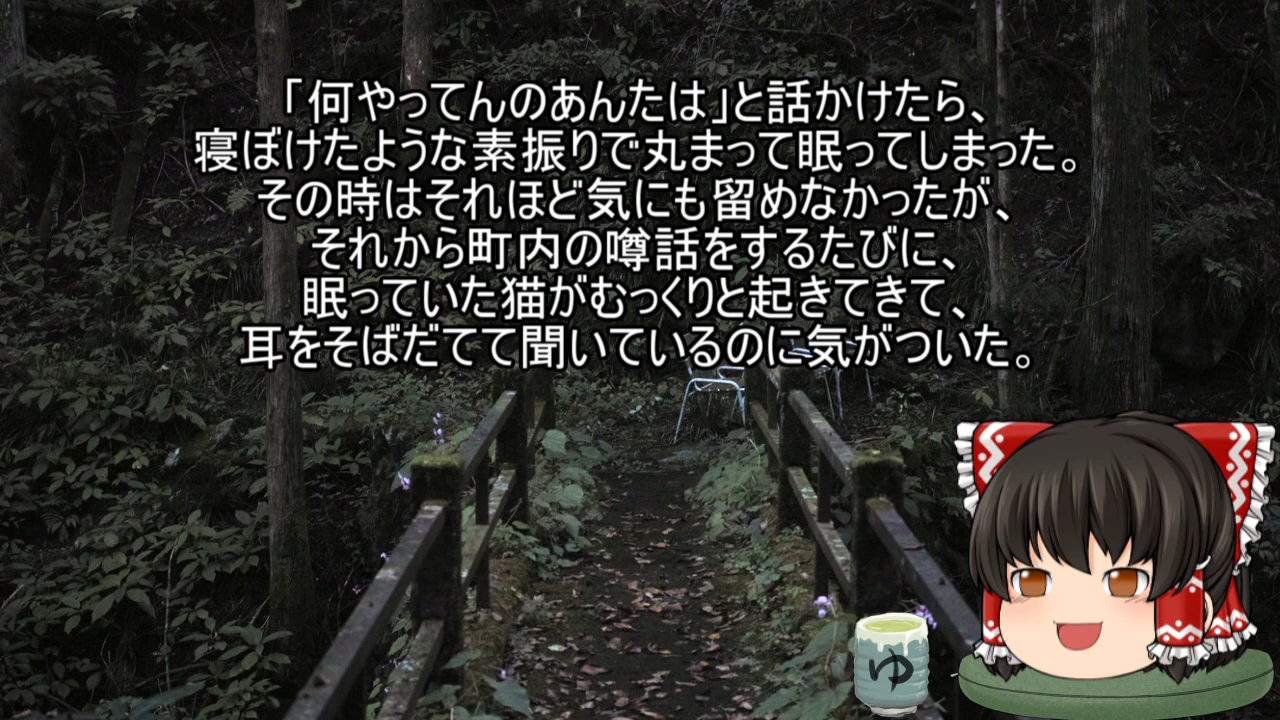 「何やってんのあんたは」と話かけたら、
寝ぼけたような素振りで丸まって眠ってしまった。
その時はそれほど気にも留めなかったが、
それから町内の噂話をするたびに、
眠っていた猫がむっくりと起きてきて、
耳をそばだてて聞いているのに気がついた。
ゆ